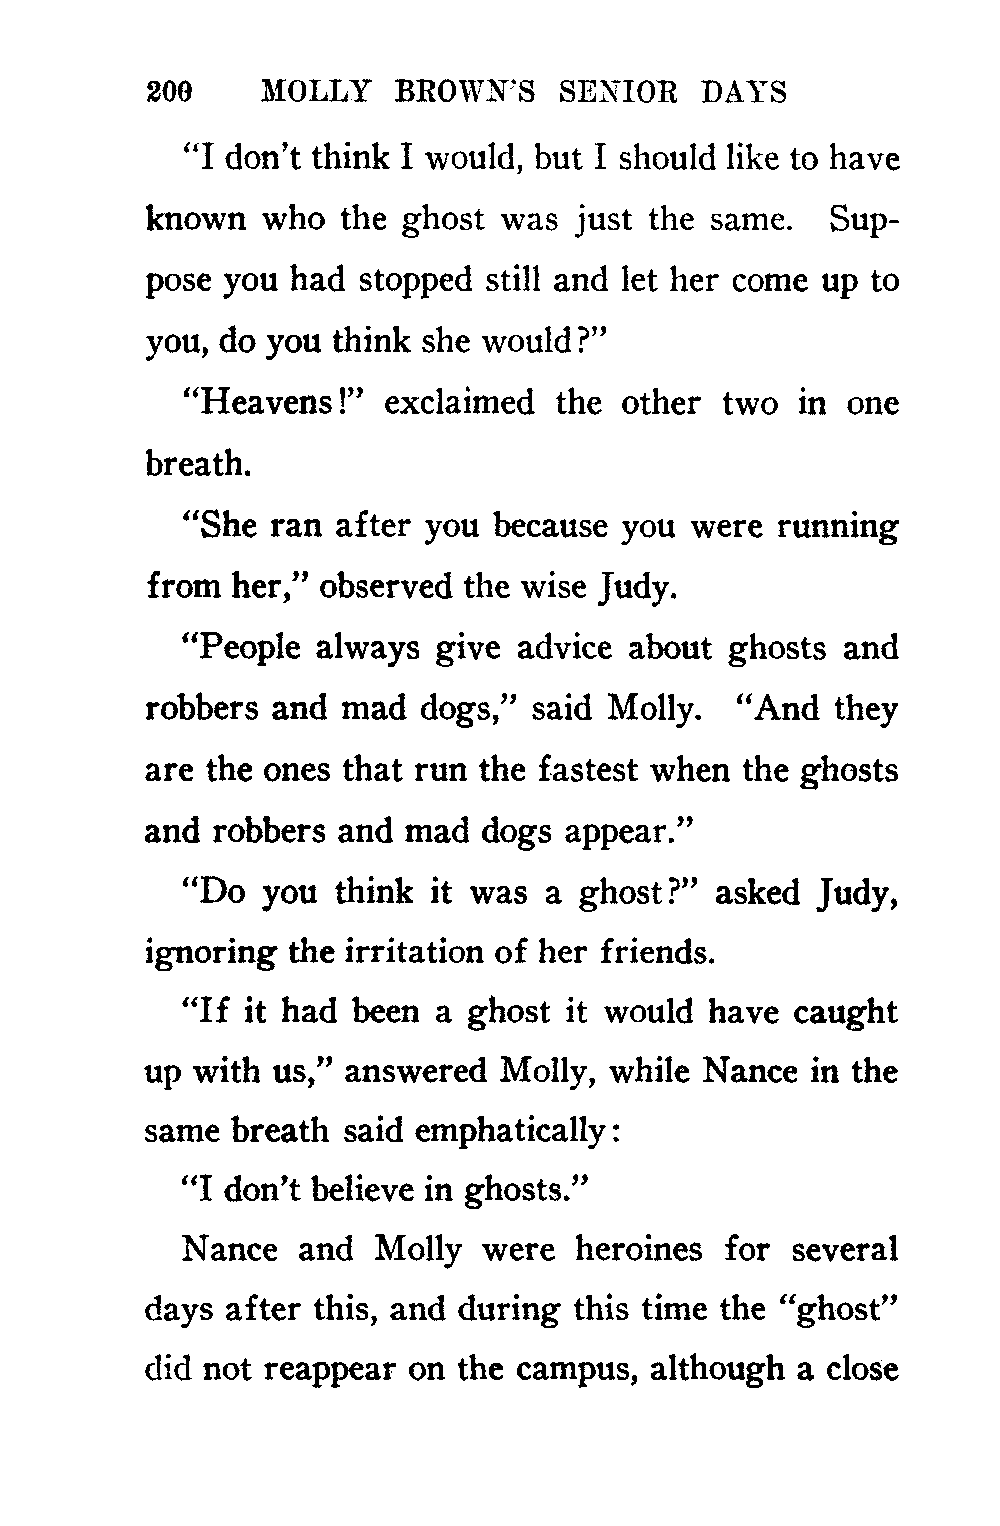 200 MOLLY BROWN'S SENIOR DAYS
"I don't think I would, but I should like to have
known who the ghost was just the same. Sup-
pose you had stopped still and let her come up to
you, do you think she would?"
"Heavens!" exclaimed the other two in one
breath.
"She ran after you because you were running
from her," observed the wise Judy.
"People always give advice about ghosts and
robbers and mad dogs," said Molly. "And they
are the ones that run the fastest when the ghosts
and robbers and mad dogs appear."
"Do you think it was a ghost?" asked Judy,
ignoring the irritation of her friends.
"If it had been a ghost it would have caught
up with us," answered Molly, while Nance in the
same breath said emphatically:
"I don't believe in ghosts."
Nance and Molly were heroines for several
days after this, and during this time the "ghost"
did not reappear on the campus, although a close